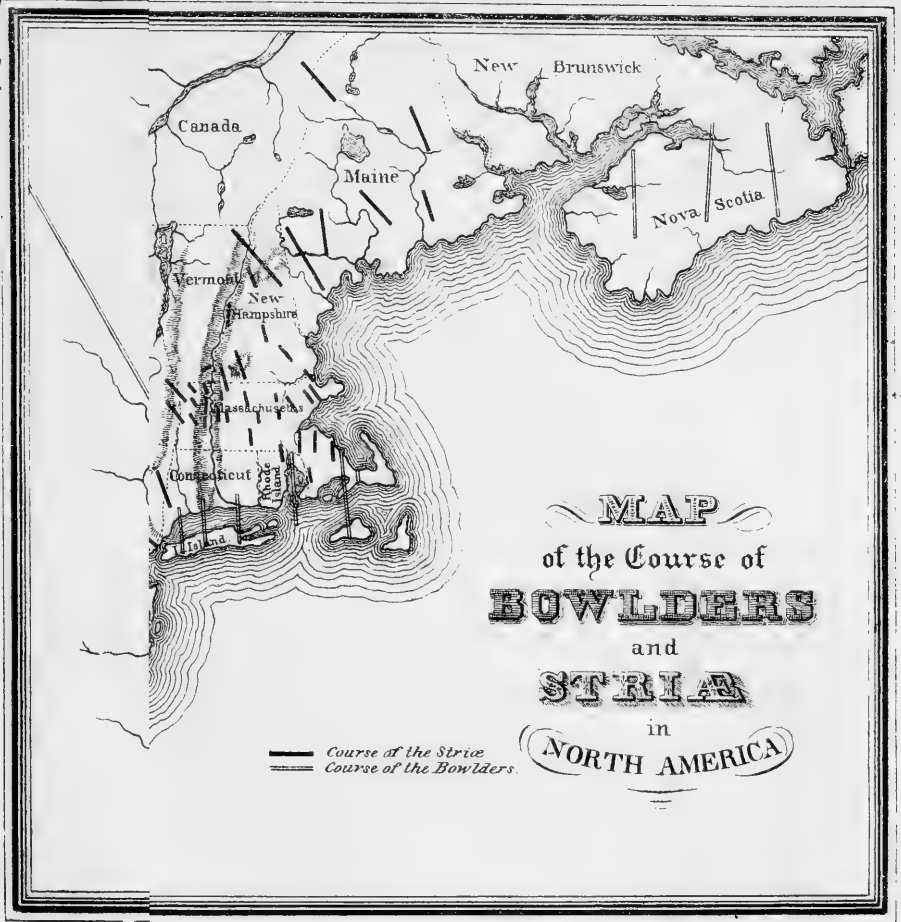 New Brunswick
Canada
Maine
Nova Scotia
Vermont
New
Hampshire
Massachusetts
Connecticut
Rhode
Island
L. Island
MAP
of the Course of
BOWLDERS
and
STRIÆ
in
NORTH AMERICA
Course of the Striæ
Course of the Bowlders.